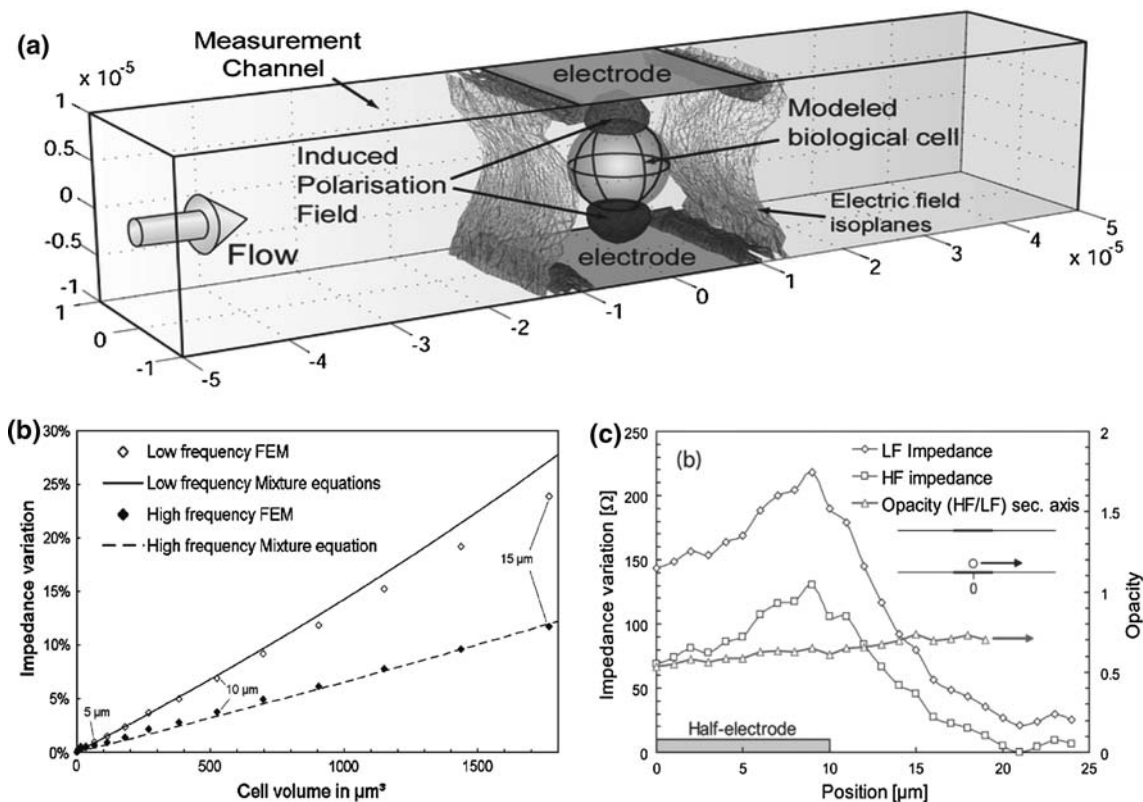 (a)
Measurement
Channel
x 10⁻⁵
1
0.5
0
-0.5
-1
1
0
-1
-5
-4
-3
-2
-1
0
1
2
3
4
5
x 10⁻⁵
electrode
Modeled
biological cell
Induced
Polarisation
Field
Electric field
isoplanes
Flow
electrode
(b)
30%
25%
20%
15%
10%
5%
0%
Impedance variation
Low frequency FEM
Low frequency Mixture equations
High frequency FEM
High frequency Mixture equation
15 µm
10 µm
5 µm
0
500
1000
1500
Cell volume in µm³
(c)
250
200
150
100
50
0
Impedance variation [Ω]
(b)
LF Impedance
HF impedance
Opacity (HF/LF) sec. axis
0
2
1.5
1
0.5
0
Opacity
Half-electrode
0
5
10
15
20
25
Position [µm]